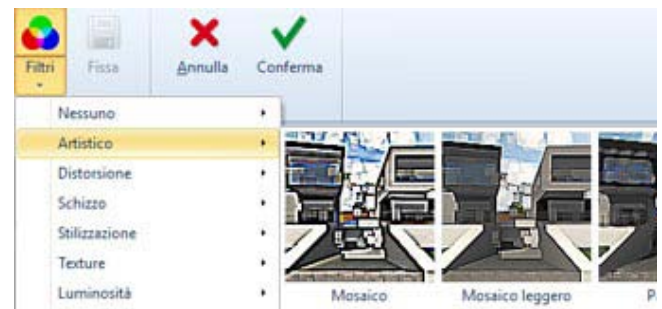 Filtri
Fissa
Annulla
Conferma
Nessuno
Artistico
Distorsione
Schizzo
Stilizzazione
Texture
Luminosità
Mosaico
Mosaico leggero